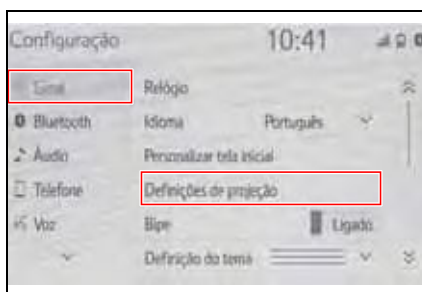 Configuração 10:41
Geral Relógio
Bluetooth Idioma Português
Áudio Personalizar tela inicial
Telefone Definições de projeção
Voz Bipe Ligado
Definição do tema